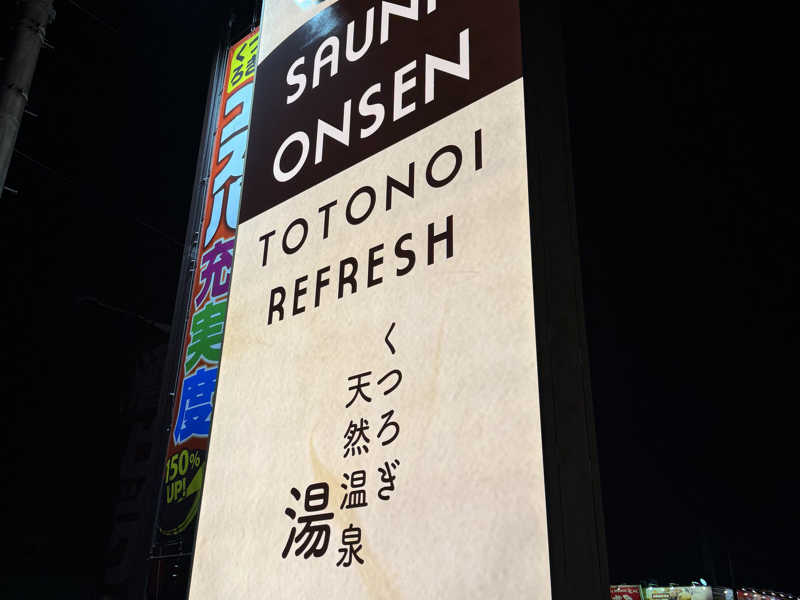 SAUN
ONSEN
TOTONOI
REFRESH
くつろぎ
天然温泉
湯
コスパ充実度
150%
UP!